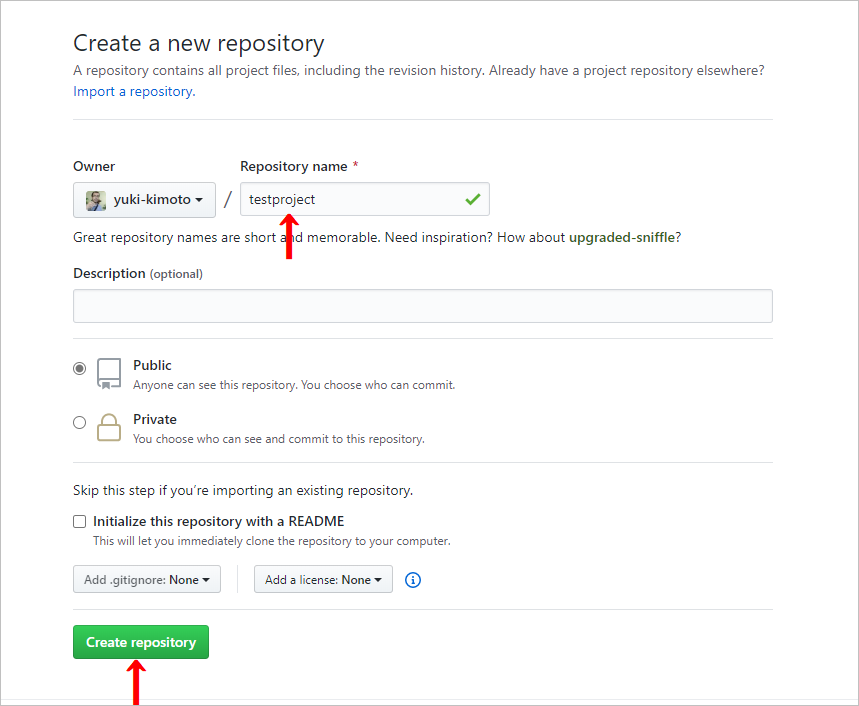 Create a new repository
A repository contains all project files, including the revision history. Already have a project repository elsewhere?
Import a repository.
Owner
Repository name *
yuki-kimoto
/
testproject
Great repository names are short and memorable. Need inspiration? How about upgraded-sniffle?
Description (optional)
Public
Anyone can see this repository. You choose who can commit.
Private
You choose who can see and commit to this repository.
Skip this step if you’re importing an existing repository.
Initialize this repository with a README
This will let you immediately clone the repository to your computer.
Add .gitignore: None
Add a license: None
Create repository